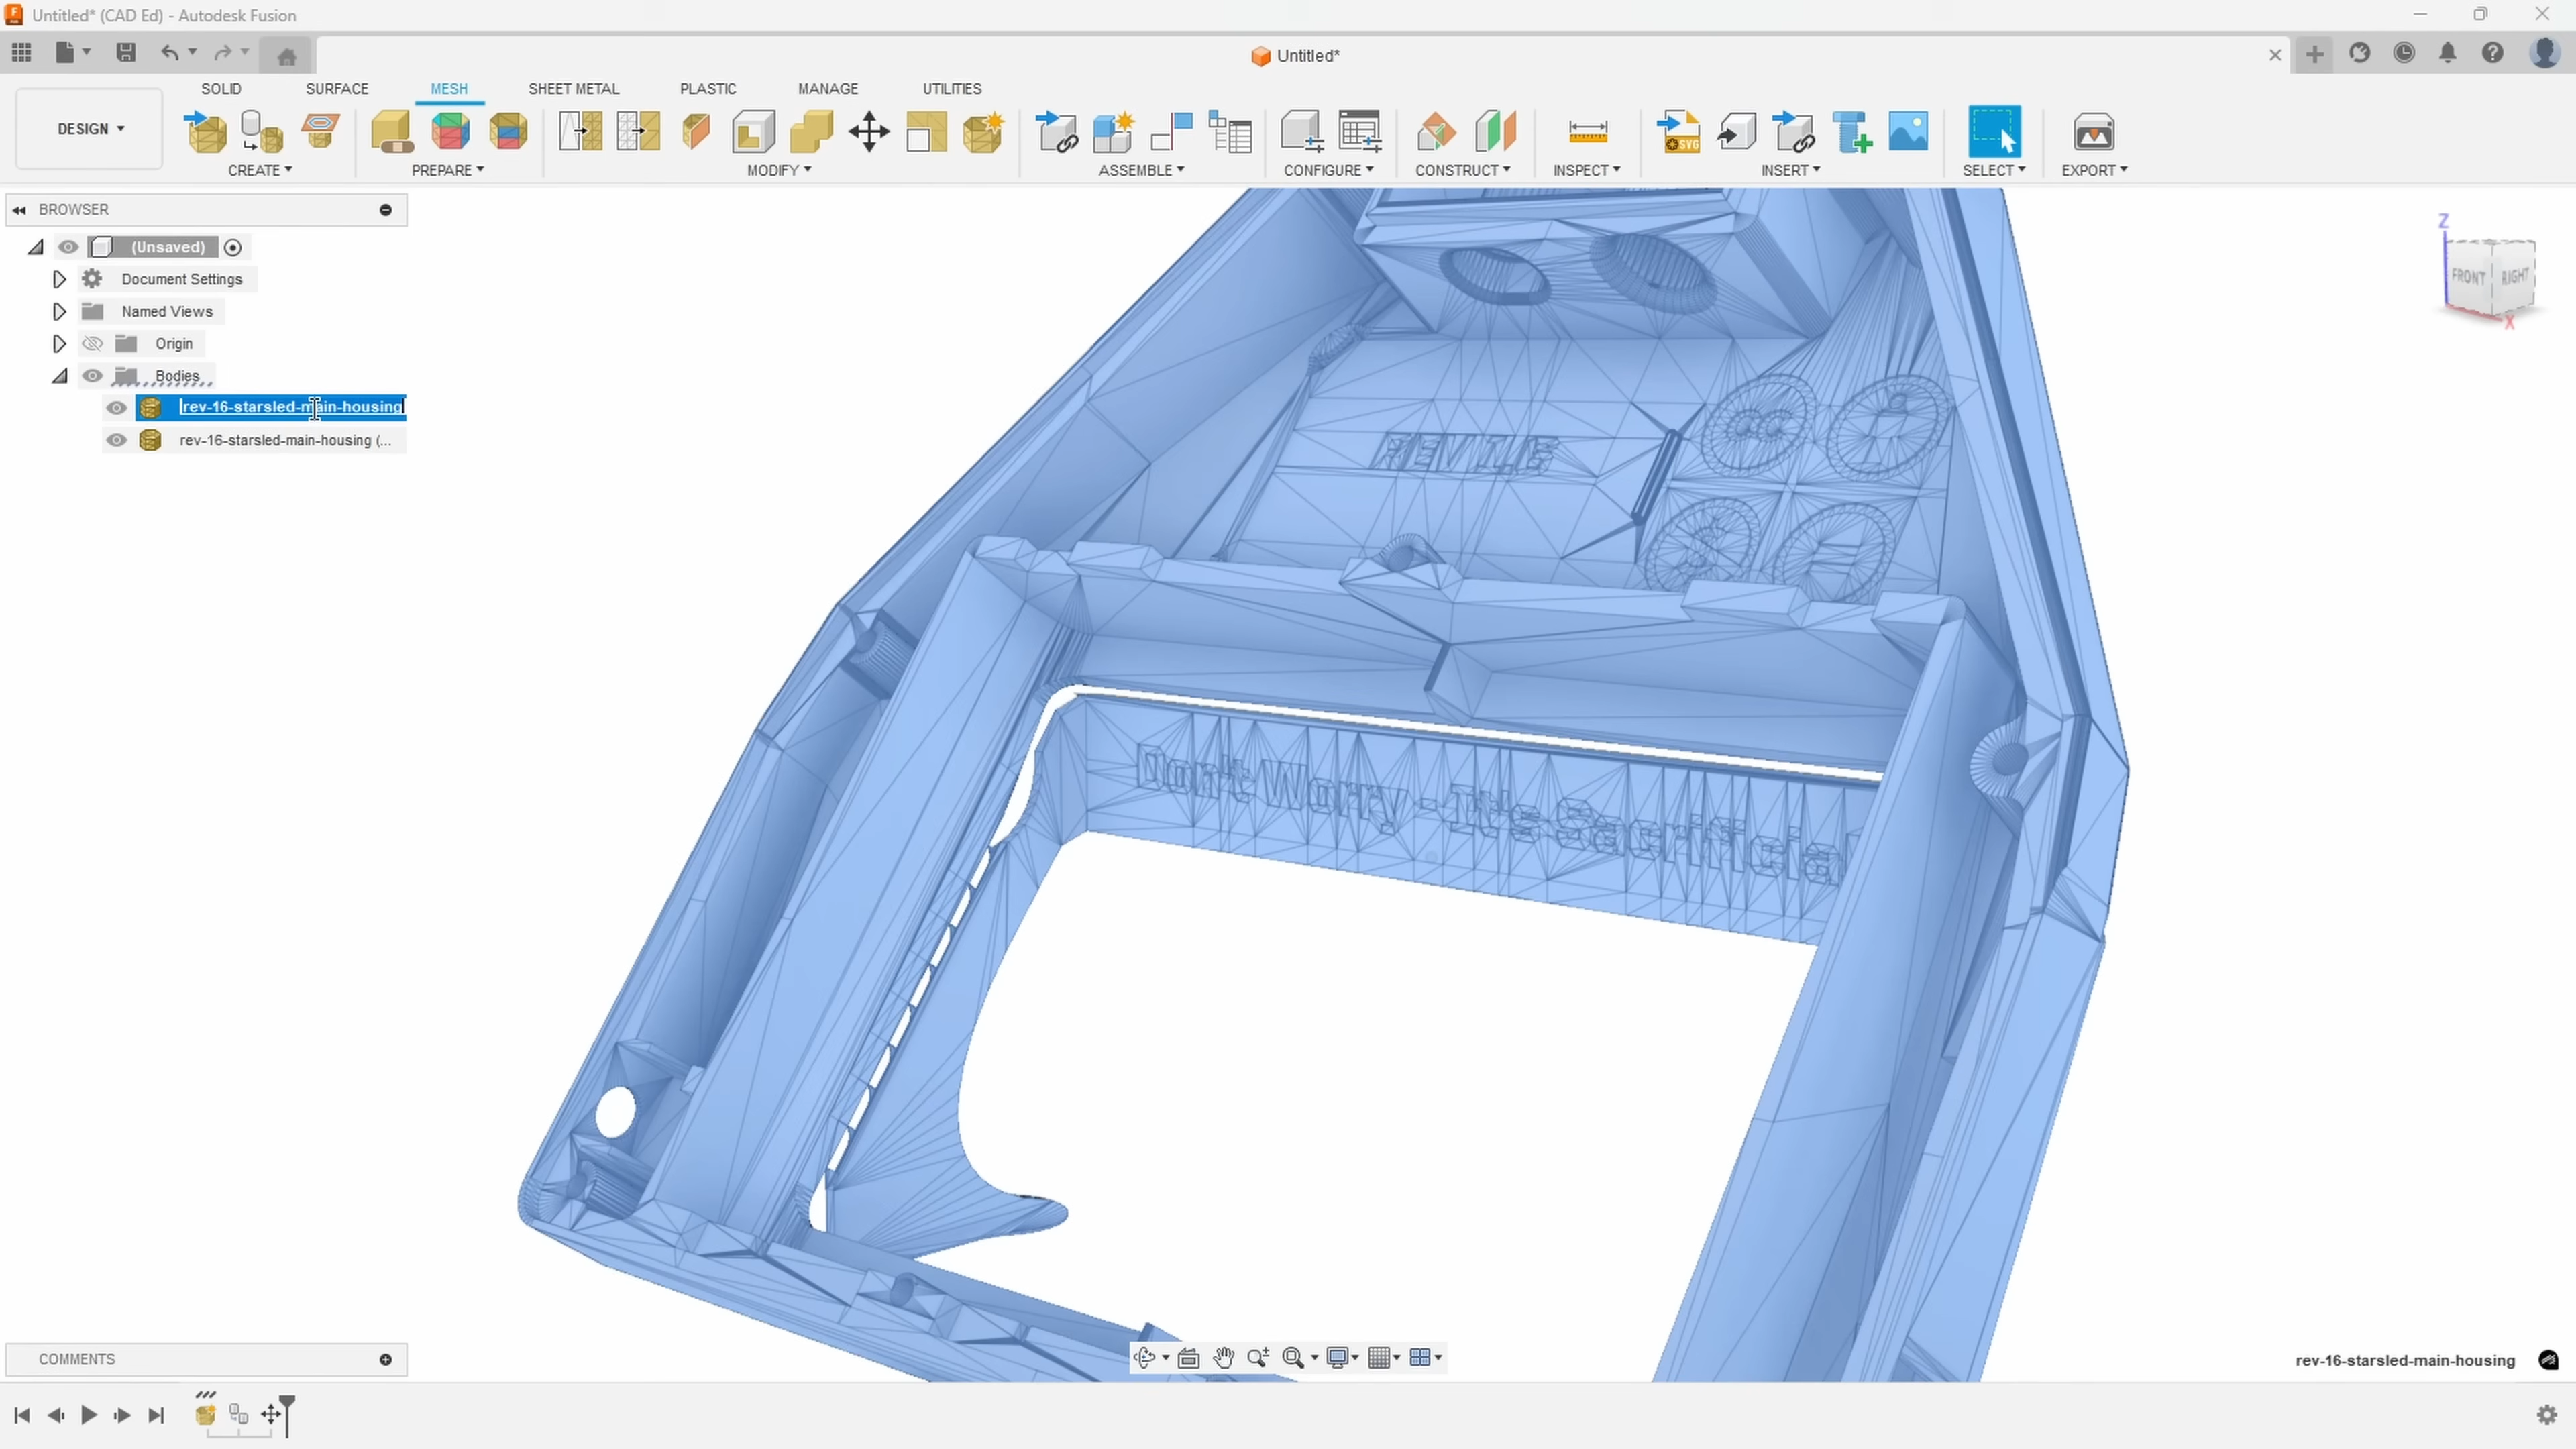 Untitled* (CAD Ed) - Autodesk Fusion
Untitled*
SOLID SURFACE MESH SHEET METAL PLASTIC MANAGE UTILITIES
DESIGN
SVG
CREATE PREPARE MODIFY ASSEMBLE CONFIGURE CONSTRUCT INSPECT INSERT SELECT EXPORT
BROWSER
(Unsaved)
Document Settings
Named Views
Origin
Bodies
rev-16-starsled-main-housing
rev-16-starsled-main-housing (...
Z
FRONT RIGHT
X
Don't Worry - It's Sacrificia
COMMENTS
rev-16-starsled-main-housing